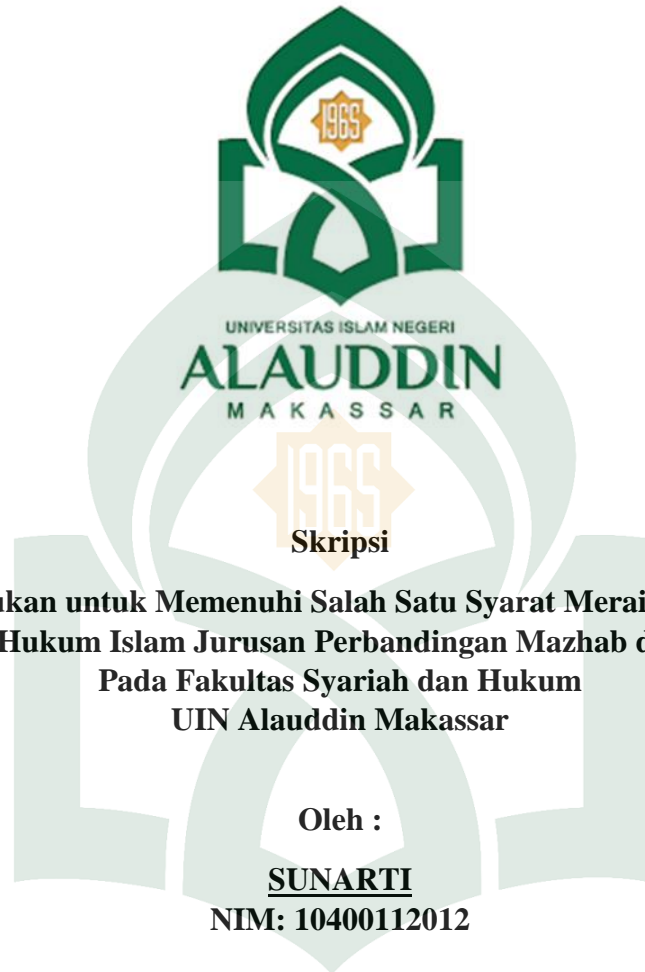 1965
UNIVERSITAS ISLAM NEGERI
ALAUDDIN
MAKASSAR
1965
Skripsi
ukan untuk Memenuhi Salah Satu Syarat Merai
Hukum Islam Jurusan Perbandingan Mazhab d
Pada Fakultas Syariah dan Hukum
UIN Alauddin Makassar
Oleh :
SUNARTI
NIM: 10400112012